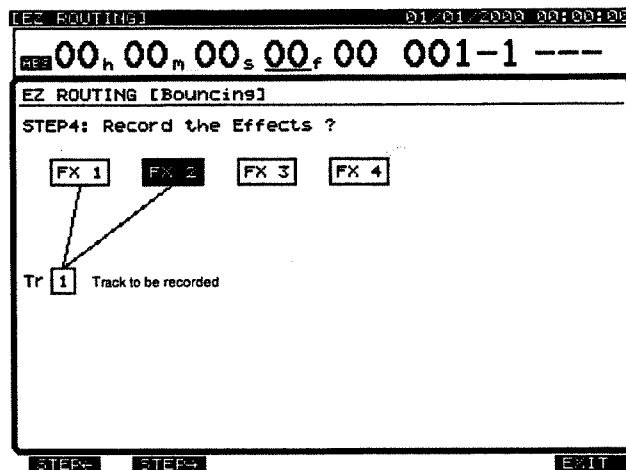 [EZ ROUTING] 01/01/2000 00:00:00
ABS 00h 00m 00s 00f 00 001-1 ---
EZ ROUTING [Bouncing]
STEP4: Record the Effects ?
FX 1 FX 2 FX 3 FX 4
Tr 1 Track to be recorded
STEP← STEP→ EXIT